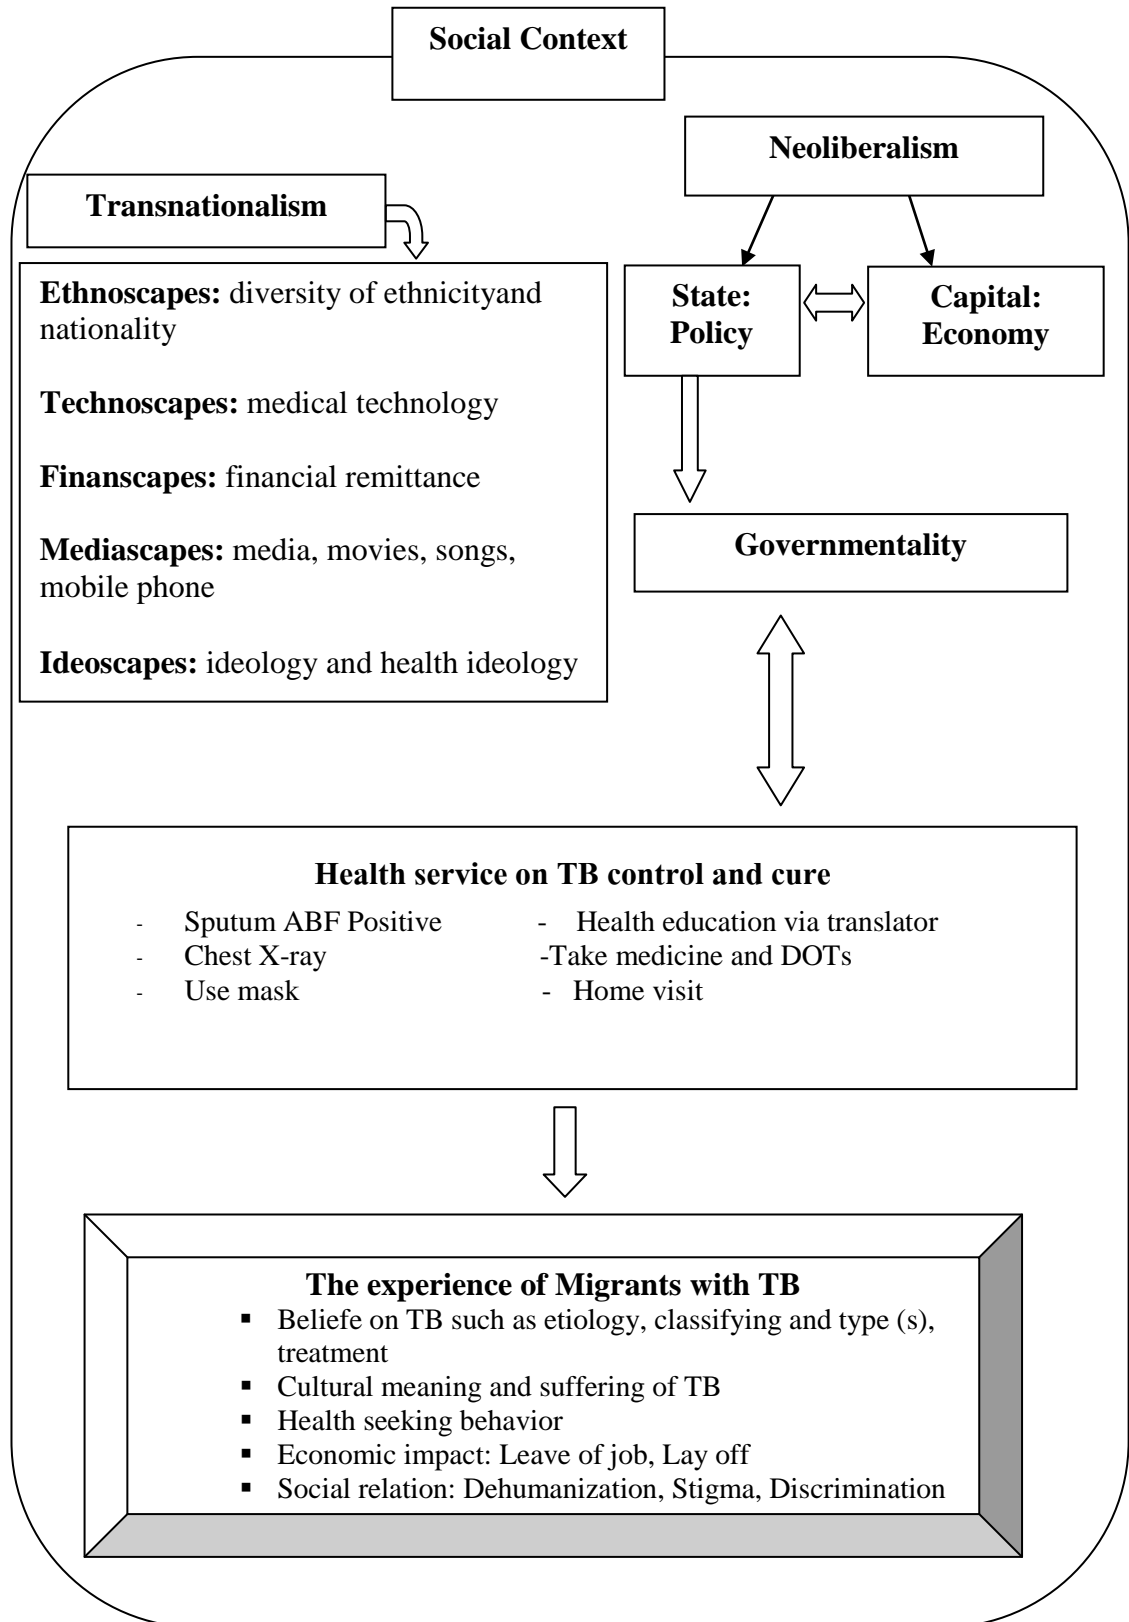 Social Context
Neoliberalism
Transnationalism
Ethnoscapes: diversity of ethnicityand
nationality
Technoscapes: medical technology
Finanscapes: financial remittance
Mediascapes: media, movies, songs,
mobile phone
Ideoscapes: ideology and health ideology
State:
Policy
Capital:
Economy
Governmentality
Health service on TB control and cure
- Sputum ABF Positive
- Chest X-ray
- Use mask
- Health education via translator
-Take medicine and DOTs
- Home visit
The experience of Migrants with TB
▪ Beliefe on TB such as etiology, classifying and type (s),
treatment
▪ Cultural meaning and suffering of TB
▪ Health seeking behavior
▪ Economic impact: Leave of job, Lay off
▪ Social relation: Dehumanization, Stigma, Discrimination